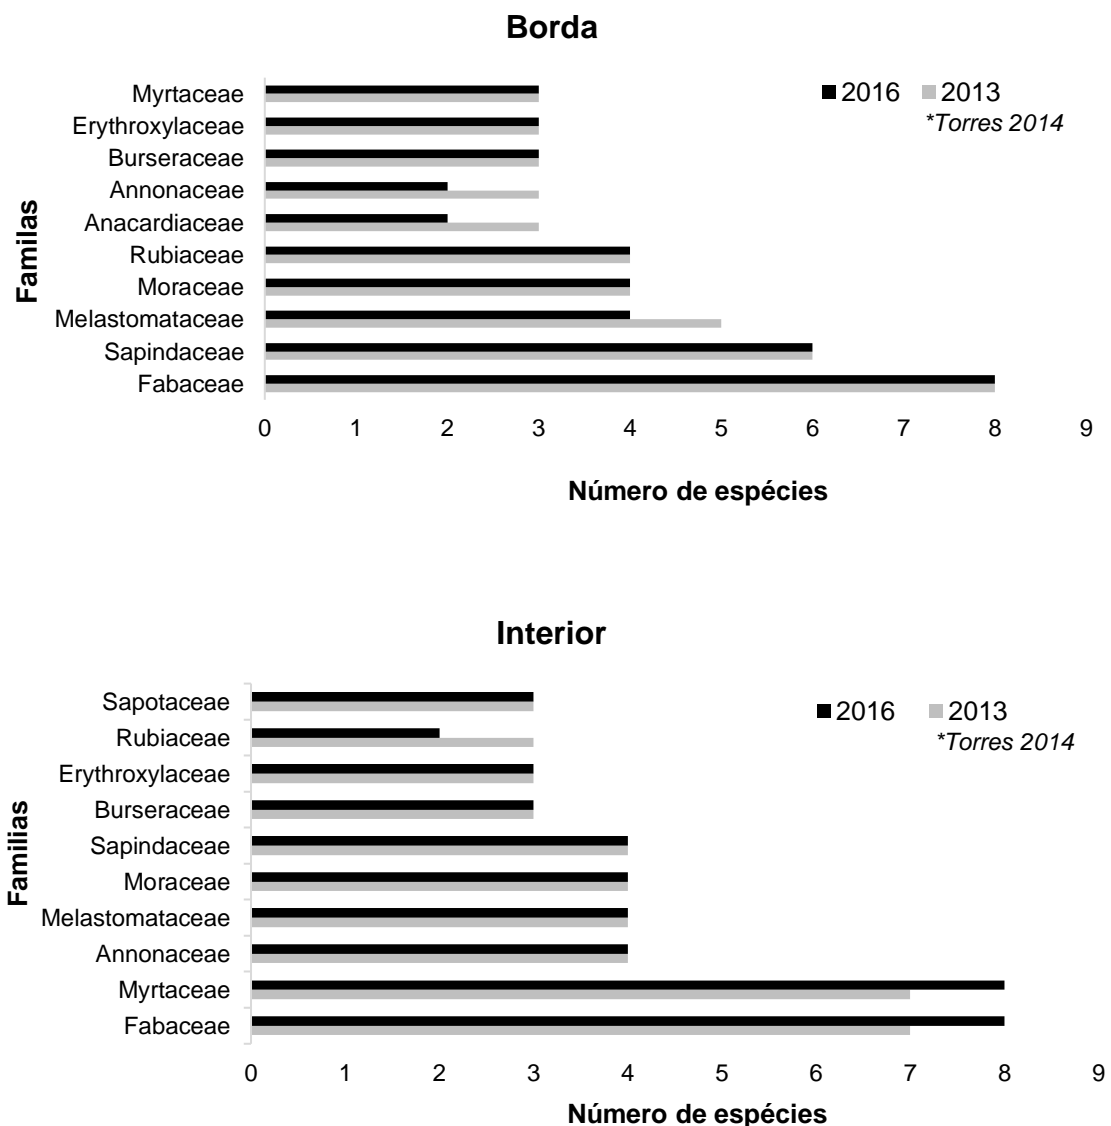 Borda
2016 2013
*Torres 2014
Familas
Myrtaceae
Erythroxylaceae
Burseraceae
Annonaceae
Anacardiaceae
Rubiaceae
Moraceae
Melastomataceae
Sapindaceae
Fabaceae
0 1 2 3 4 5 6 7 8 9
Número de espécies
Interior
2016 2013
*Torres 2014
Familias
Sapotaceae
Rubiaceae
Erythroxylaceae
Burseraceae
Sapindaceae
Moraceae
Melastomataceae
Annonaceae
Myrtaceae
Fabaceae
0 1 2 3 4 5 6 7 8 9
Número de espécies